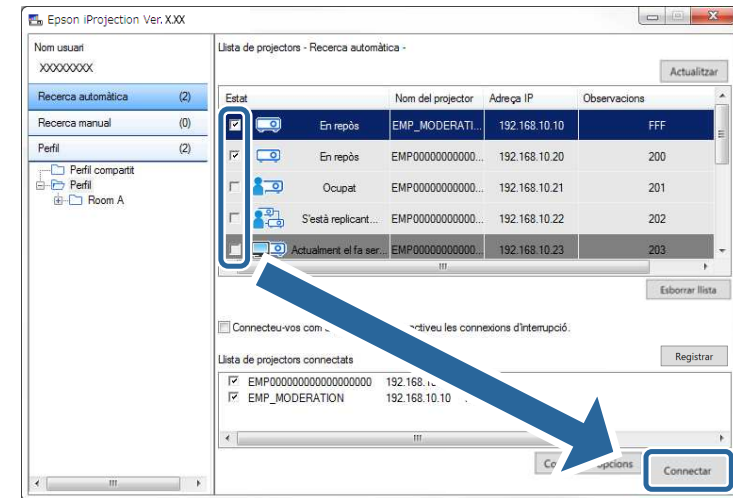 Epson iProjection Ver. X.XX
Nom usuari
XXXXXXXX
Recerca automàtica (2)
Recerca manual (0)
Perfil (2)
Perfil compartit
Perfil
Room A
Llista de projectors - Recerca automàtica -
Actualitzar
Estat Nom del projector Adreça IP Observacions
En repòs EMP_MODERATI... 192.168.10.10 FFF
En repòs EMP00000000000... 192.168.10.20 200
Ocupat EMP00000000000... 192.168.10.21 201
S'està replicant... EMP00000000000... 192.168.10.22 202
Actualment el fa ser... EMP00000000000... 192.168.10.23 203
Esborrar llista
Connecteu-vos com les connexions d'interrupció.
Llista de projectors connectats
Registrar
EMP000000000000000000 192.168.
EMP_MODERATION 192.168.10.10
Connectar